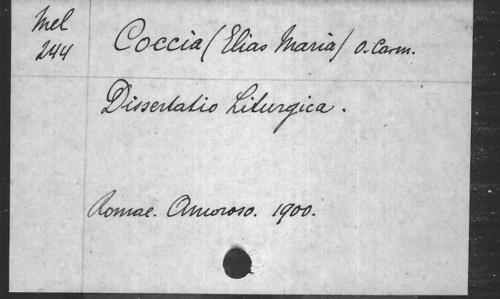 Mel
244
Coccia (Elias Maria) O. Carm.
Dissertatio Liturgica.
Romae. Amoroso. 1900.